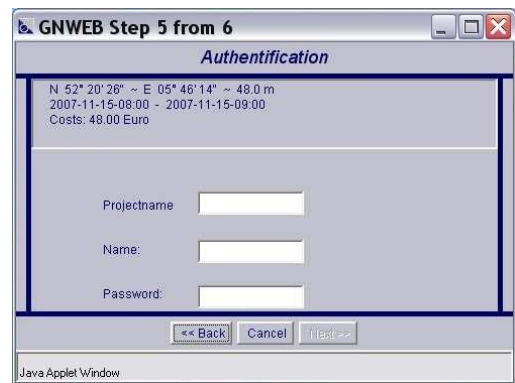 GNWEB Step 5 from 6
Authentification
N 52° 20' 26" ~ E 05° 46' 14" ~ 48.0 m
2007-11-15-08:00 - 2007-11-15-09:00
Costs: 48.00 Euro
Projectname
Name:
Password:
<< Back Cancel Next >>
Java Applet Window